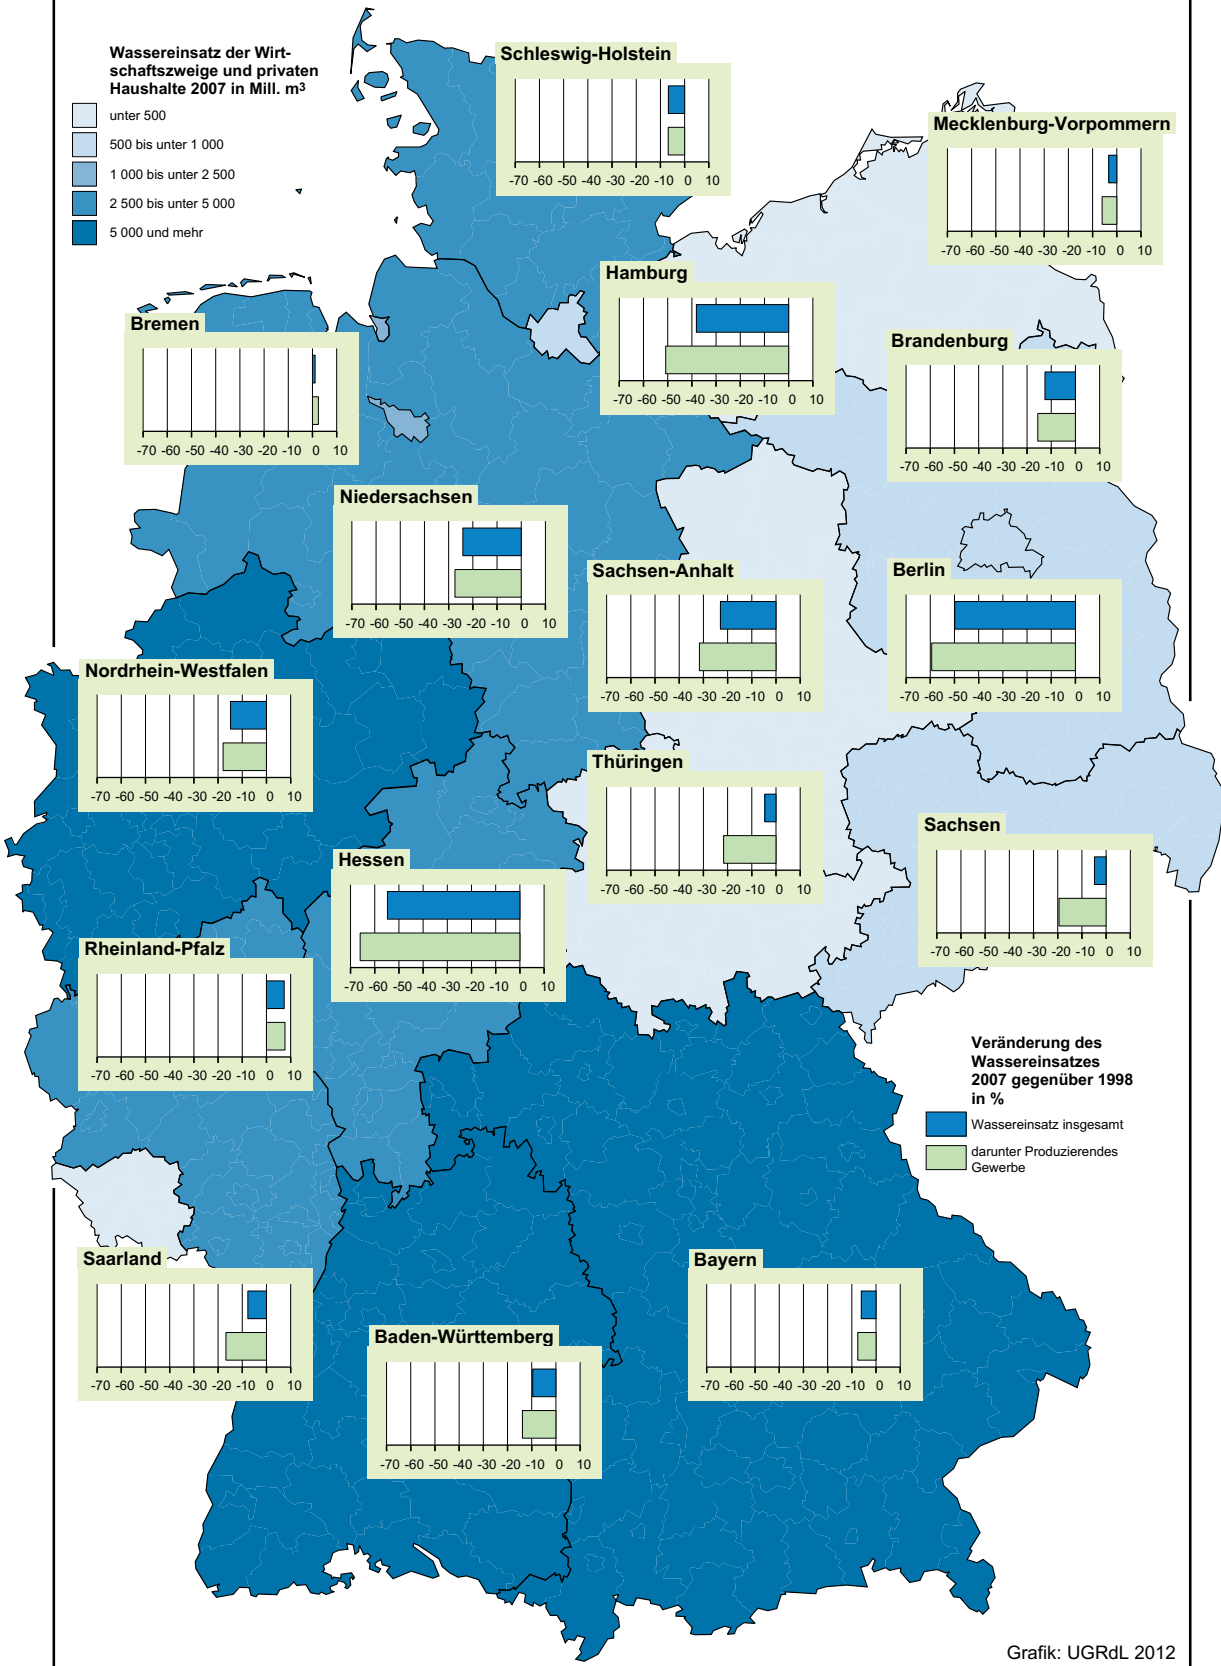 Wassereinsatz der Wirt-
schaftszweige und privaten
Haushalte 2007 in Mill. m³
unter 500
500 bis unter 1 000
1 000 bis unter 2 500
2 500 bis unter 5 000
5 000 und mehr
Schleswig-Holstein
-70 -60 -50 -40 -30 -20 -10 0 10
Mecklenburg-Vorpommern
-70 -60 -50 -40 -30 -20 -10 0 10
Hamburg
-70 -60 -50 -40 -30 -20 -10 0 10
Bremen
-70 -60 -50 -40 -30 -20 -10 0 10
Brandenburg
-70 -60 -50 -40 -30 -20 -10 0 10
Niedersachsen
-70 -60 -50 -40 -30 -20 -10 0 10
Sachsen-Anhalt
-70 -60 -50 -40 -30 -20 -10 0 10
Berlin
-70 -60 -50 -40 -30 -20 -10 0 10
Nordrhein-Westfalen
-70 -60 -50 -40 -30 -20 -10 0 10
Thüringen
-70 -60 -50 -40 -30 -20 -10 0 10
Sachsen
-70 -60 -50 -40 -30 -20 -10 0 10
Hessen
-70 -60 -50 -40 -30 -20 -10 0 10
Rheinland-Pfalz
-70 -60 -50 -40 -30 -20 -10 0 10
Veränderung des
Wassereinsatzes
2007 gegenüber 1998
in %
Wassereinsatz insgesamt
darunter Produzierendes
Gewerbe
Saarland
-70 -60 -50 -40 -30 -20 -10 0 10
Bayern
-70 -60 -50 -40 -30 -20 -10 0 10
Baden-Württemberg
-70 -60 -50 -40 -30 -20 -10 0 10
Grafik: UGRdL 2012